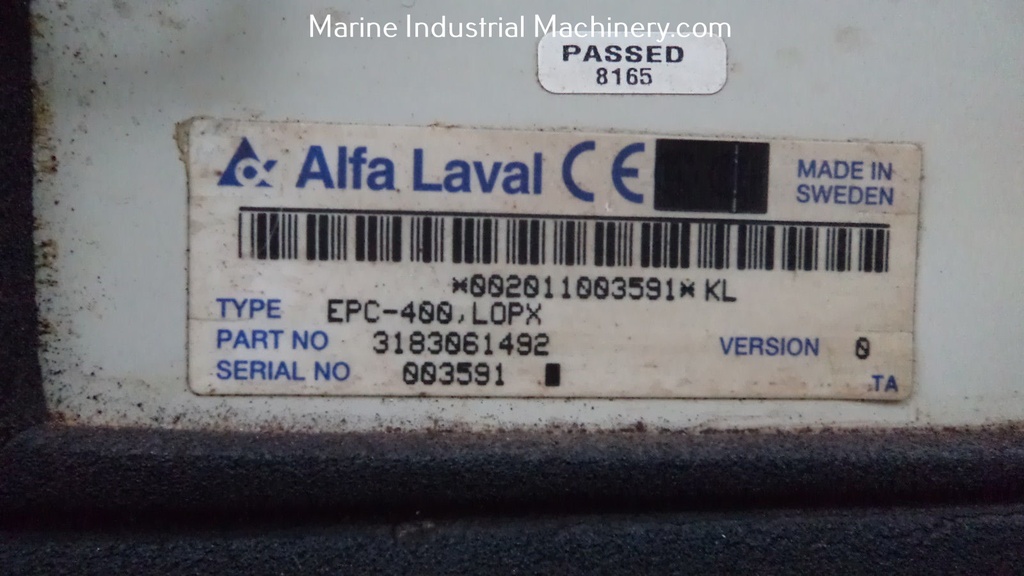 Marine Industrial Machinery.com
PASSED
8165
Alfa Laval CE MADE IN
SWEDEN
*002011003591* KL
TYPE EPC-400,LOPX
PART NO 3183061492 VERSION 0
SERIAL NO 003591
TA